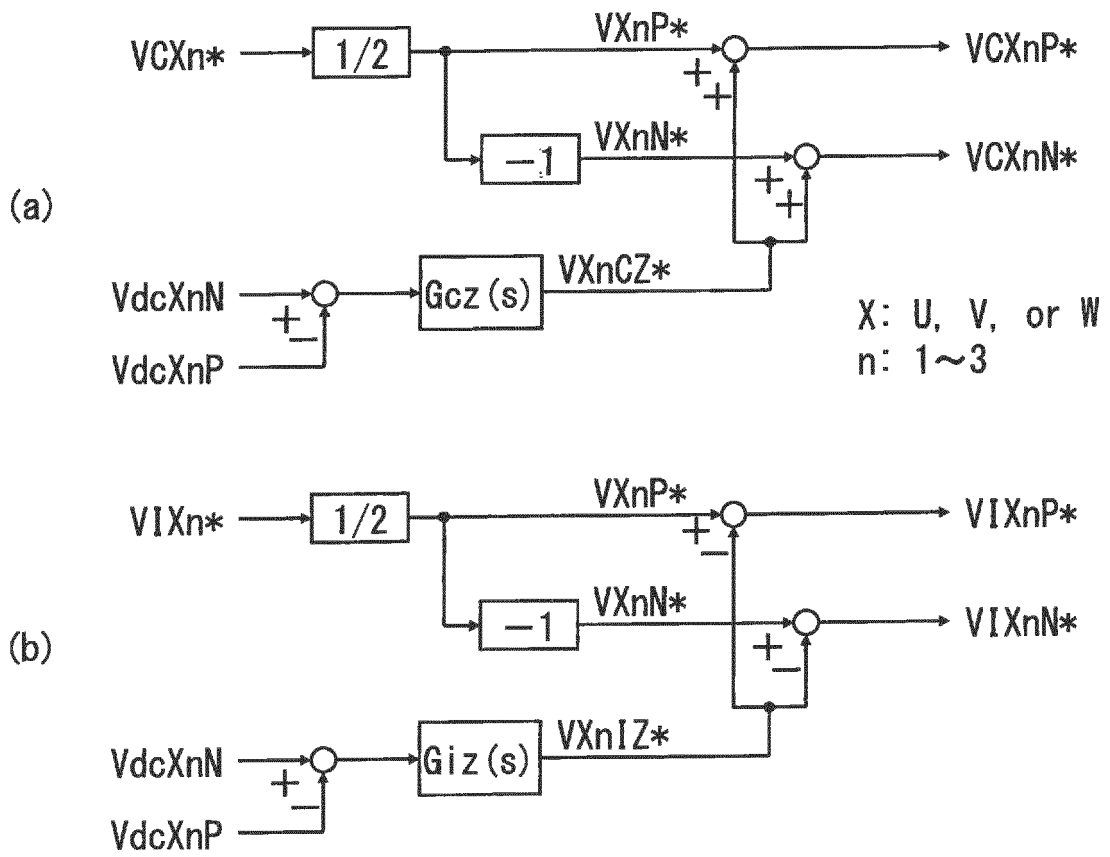 (a)
VCXn*
1/2
VXnP*
+
+
VCXnP*
-1
VXnN*
+
+
VCXnN*
VdcXnN
+
-
VdcXnP
Gcz(s)
VXnCZ*
X: U, V, or W
n: 1~3
(b)
VIXn*
1/2
VXnP*
+
-
VIXnP*
-1
VXnN*
+
-
VIXnN*
VdcXnN
+
-
VdcXnP
Giz(s)
VXnIZ*